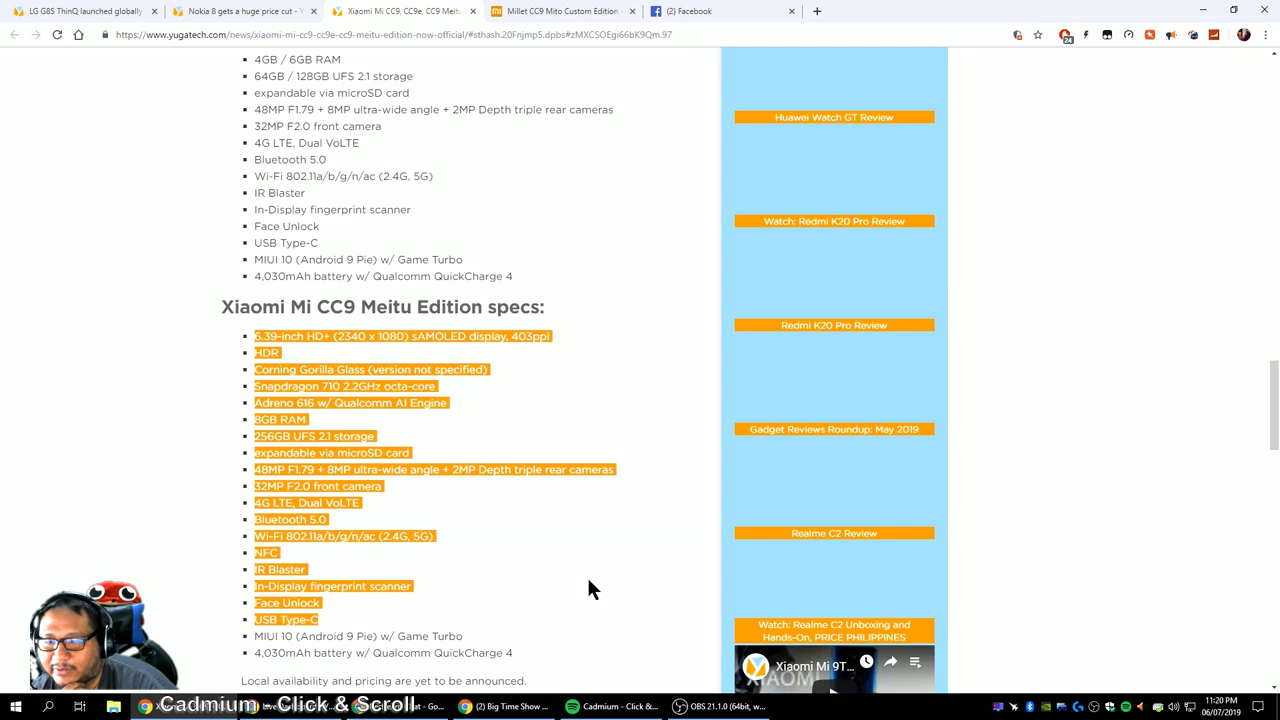 LG G8S ThinQ launched globally
Nokia 8 gets a huge price cut - Y
Xiaomi Mi CC9, CC9e, CC9 Meitu
Millet CC9 Mito Custom Edition -
(2) Facebook
https://www.yugatech.com/news/xiaomi-mi-cc9-cc9e-cc9-meitu-edition-now-official/#sthash.20Fnjmp5.dpbs#zMXCSOEgi66bK9Qm.97
24
4GB / 6GB RAM
64GB / 128GB UFS 2.1 storage
expandable via microSD card
48MP F1.79 + 8MP ultra-wide angle + 2MP Depth triple rear cameras
32MP F2.0 front camera
4G LTE, Dual VoLTE
Bluetooth 5.0
Wi-Fi 802.11a/b/g/n/ac (2.4G, 5G)
IR Blaster
In-Display fingerprint scanner
Face Unlock
USB Type-C
MIUI 10 (Android 9 Pie) w/ Game Turbo
4,030mAh battery w/ Qualcomm QuickCharge 4
Xiaomi Mi CC9 Meitu Edition specs:
6.39-inch HD+ (2340 x 1080) sAMOLED display, 403ppi
HDR
Corning Gorilla Glass (version not specified)
Snapdragon 710 2.2GHz octa-core
Adreno 616 w/ Qualcomm AI Engine
8GB RAM
256GB UFS 2.1 storage
expandable via microSD card
48MP F1.79 + 8MP ultra-wide angle + 2MP Depth triple rear cameras
32MP F2.0 front camera
4G LTE, Dual VoLTE
Bluetooth 5.0
Wi-Fi 802.11a/b/g/n/ac (2.4G, 5G)
NFC
IR Blaster
In-Display fingerprint scanner
Face Unlock
USB Type-C
MIUI 10 (Android 9 Pie) w/ Game Turbo
4,030mAh battery w/ Qualcomm QuickCharge 4
Local availability and pricing are yet to be announced.
Huawei Watch GT Review
Watch: Redmi K20 Pro Review
Redmi K20 Pro Review
Gadget Reviews Roundup: May 2019
Realme C2 Review
Watch: Realme C2 Unboxing and
Hands-On, PRICE PHILIPPINES
Xiaomi Mi 9T...
XIAOMI
Cadmium - Click & Scroll
(2) Big Time Show ...
Cadmium - Click &...
OBS 21.1.0 (64bit, w...
11:20 PM
06/07/2019